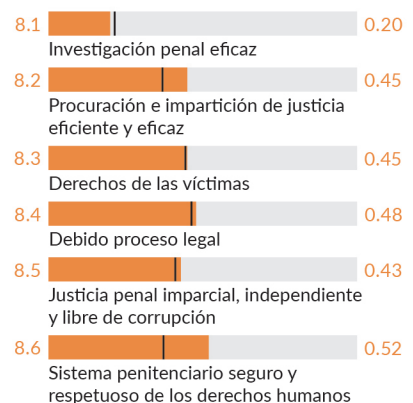 8.1 0.20
Investigación penal eficaz
8.2 0.45
Procuración e impartición de justicia
eficiente y eficaz
8.3 0.45
Derechos de las víctimas
8.4 0.48
Debido proceso legal
8.5 0.43
Justicia penal imparcial, independiente
y libre de corrupción
8.6 0.52
Sistema penitenciario seguro y
respetuoso de los derechos humanos